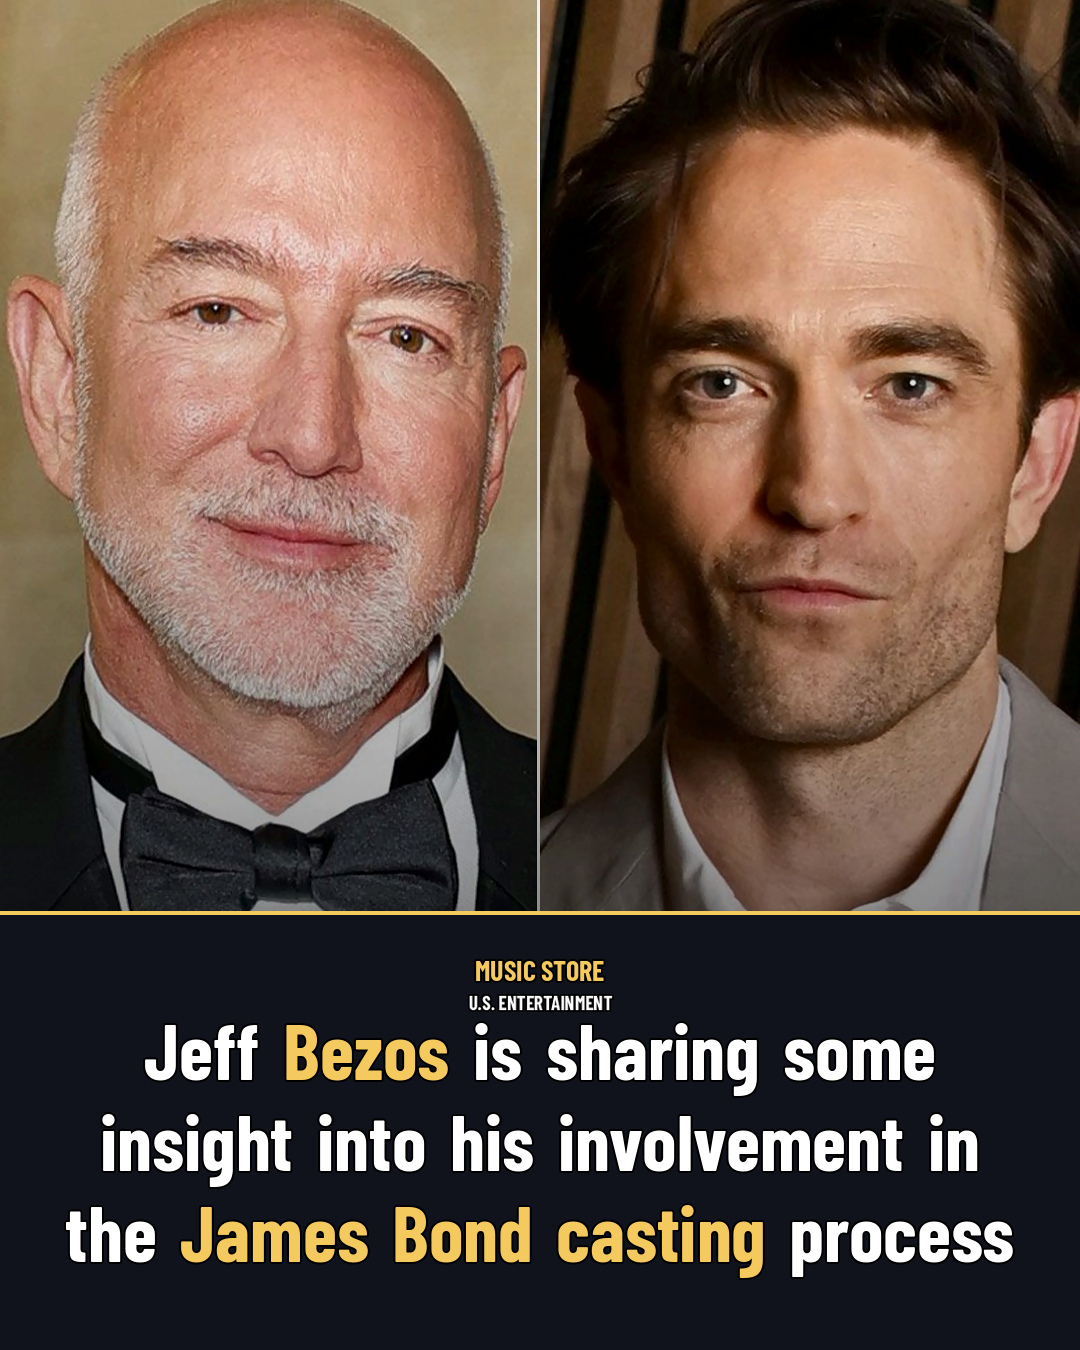 MUSIC STORE
U.S. ENTERTAINMENT
Jeff Bezos is sharing some
insight into his involvement in
the James Bond casting process